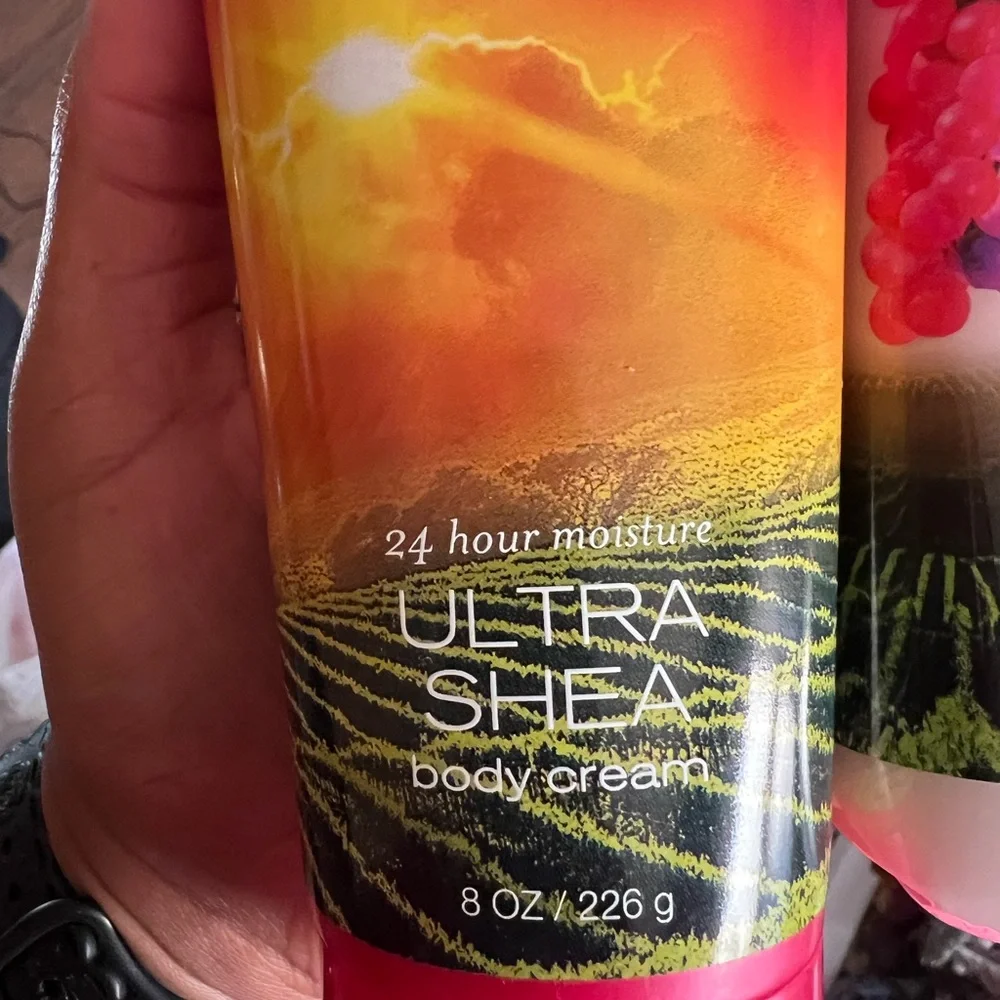 24 hour moisture
ULTRA
SHEA
body cream
8 OZ / 226 g